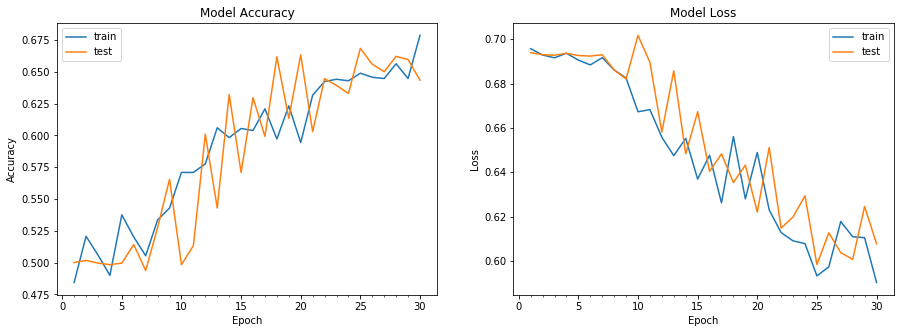 Model Accuracy
train
test
0.675
0.650
0.625
0.600
0.575
0.550
0.525
0.500
0.475
Accuracy
0 5 10 15 20 25 30
Epoch
Model Loss
train
test
0.70
0.68
0.66
0.64
0.62
0.60
Loss
0 5 10 15 20 25 30
Epoch